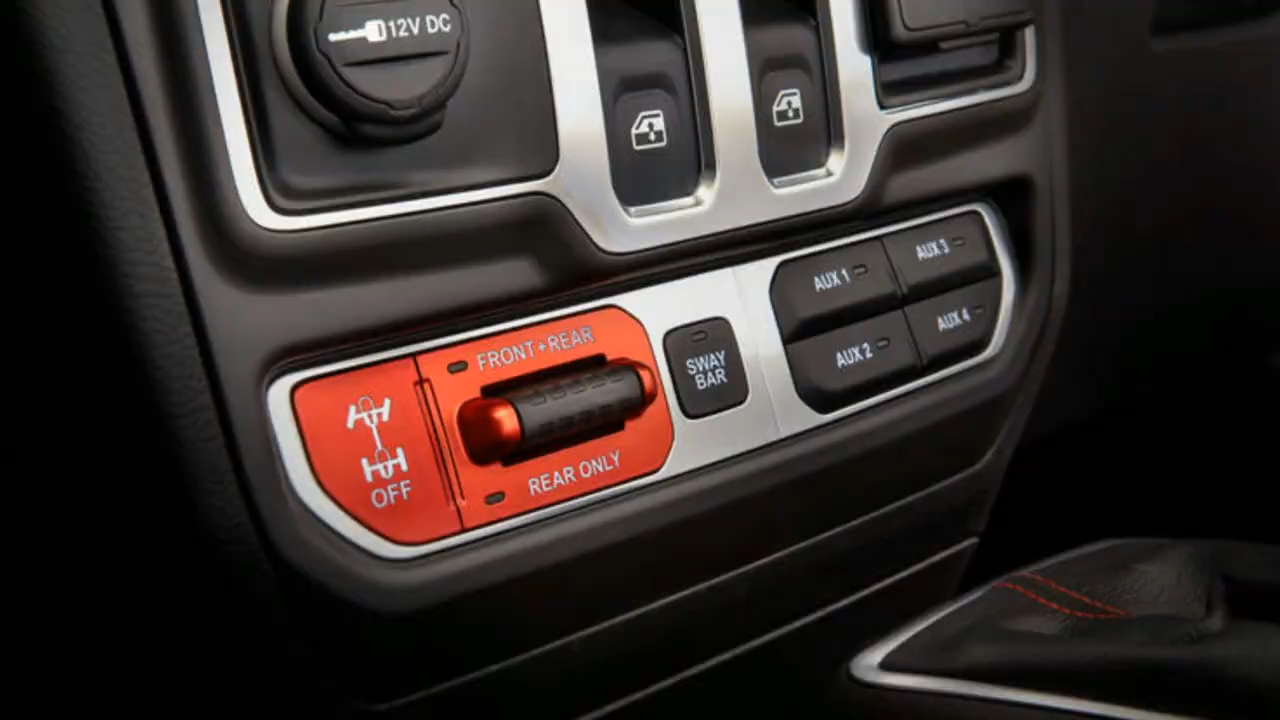 12V DC
FRONT+REAR
OFF
REAR ONLY
SWAY
BAR
AUX 1
AUX 3
AUX 2
AUX 4